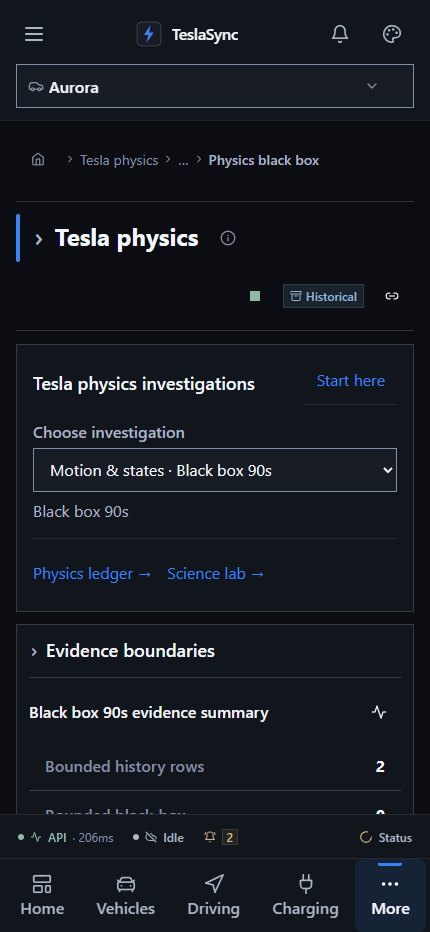 TeslaSync
Aurora
Tesla physics ... Physics black box
Tesla physics
Historical
Tesla physics investigations Start here
Choose investigation
Motion & states · Black box 90s
Black box 90s
Physics ledger → Science lab →
Evidence boundaries
Black box 90s evidence summary
Bounded history rows 2
API · 206ms Idle 2 Status
Home Vehicles Driving Charging More